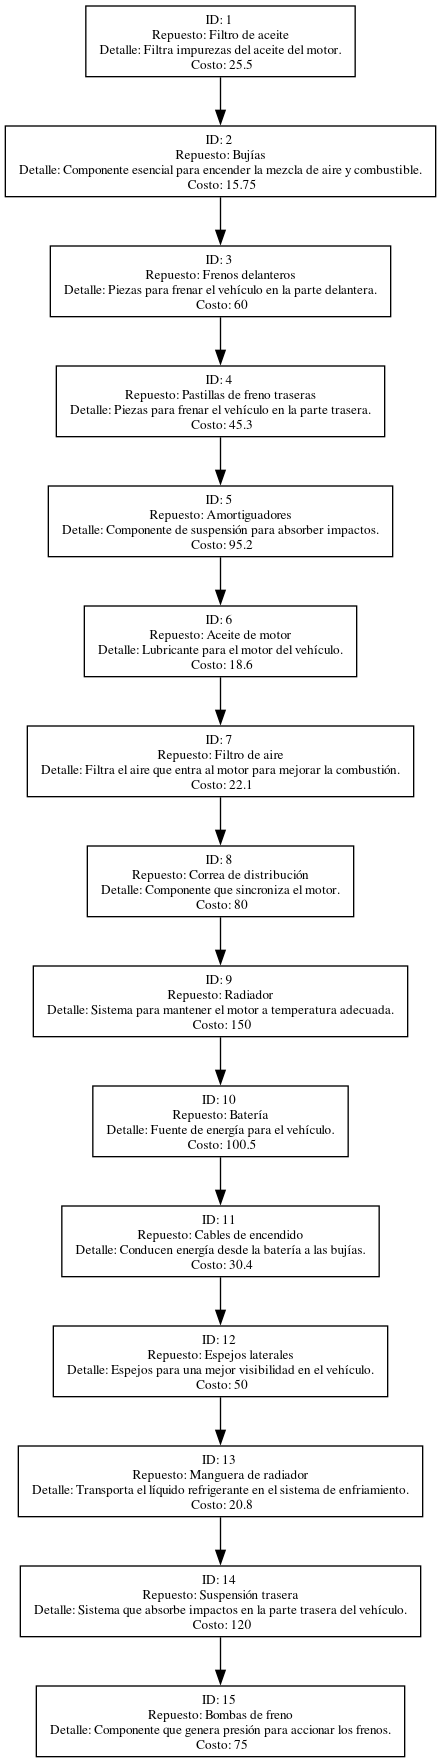 ID: 1
Repuesto: Filtro de aceite
Detalle: Filtra impurezas del aceite del motor.
Costo: 25.5
ID: 2
Repuesto: Bujías
Detalle: Componente esencial para encender la mezcla de aire y combustible.
Costo: 15.75
ID: 3
Repuesto: Frenos delanteros
Detalle: Piezas para frenar el vehículo en la parte delantera.
Costo: 60
ID: 4
Repuesto: Pastillas de freno traseras
Detalle: Piezas para frenar el vehículo en la parte trasera.
Costo: 45.3
ID: 5
Repuesto: Amortiguadores
Detalle: Componente de suspensión para absorber impactos.
Costo: 95.2
ID: 6
Repuesto: Aceite de motor
Detalle: Lubricante para el motor del vehículo.
Costo: 18.6
ID: 7
Repuesto: Filtro de aire
Detalle: Filtra el aire que entra al motor para mejorar la combustión.
Costo: 22.1
ID: 8
Repuesto: Correa de distribución
Detalle: Componente que sincroniza el motor.
Costo: 80
ID: 9
Repuesto: Radiador
Detalle: Sistema para mantener el motor a temperatura adecuada.
Costo: 150
ID: 10
Repuesto: Batería
Detalle: Fuente de energía para el vehículo.
Costo: 100.5
ID: 11
Repuesto: Cables de encendido
Detalle: Conducen energía desde la batería a las bujías.
Costo: 30.4
ID: 12
Repuesto: Espejos laterales
Detalle: Espejos para una mejor visibilidad en el vehículo.
Costo: 50
ID: 13
Repuesto: Manguera de radiador
Detalle: Transporta el líquido refrigerante en el sistema de enfriamiento.
Costo: 20.8
ID: 14
Repuesto: Suspensión trasera
Detalle: Sistema que absorbe impactos en la parte trasera del vehículo.
Costo: 120
ID: 15
Repuesto: Bombas de freno
Detalle: Componente que genera presión para accionar los frenos.
Costo: 75